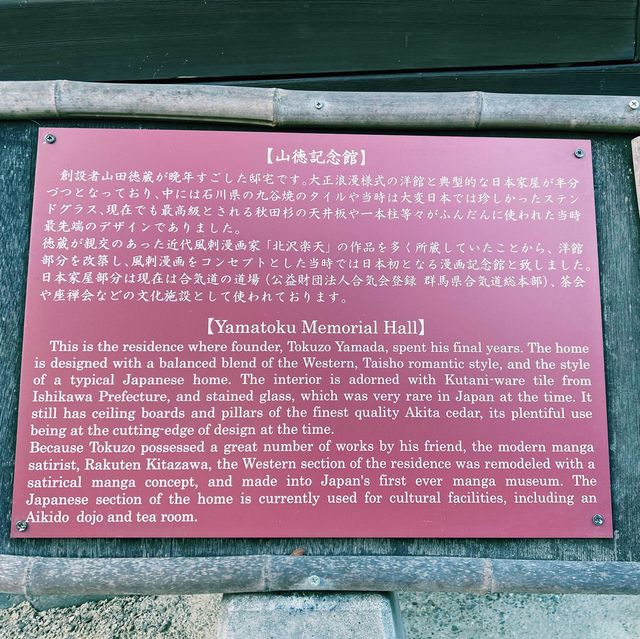 【山徳記念館】
創設者山田徳蔵が晩年すごした邸宅です。大正浪漫様式の洋館と典型的な日本家屋が半分
づつとなっており、中には石川県の九谷焼のタイルや当時は大変日本では珍しかったステン
ドグラス、現在でも最高級とされる秋田杉の天井板や一本柱等々がふんだんに使われた当時
最先端のデザインでありました。
徳蔵が親交のあった近代風刺漫画家「北沢楽天」の作品を多く所蔵していたことから、洋館
部分を改築し、風刺漫画をコンセプトとした当時では日本初となる漫画記念館と致しました。
日本家屋部分は現在は合気道の道場（公益財団法人合気会登録 群馬県合気道総本部）、茶会
や座禅会などの文化施設として使われております。
【Yamatoku Memorial Hall】
This is the residence where founder, Tokuzo Yamada, spent his final years. The home
is designed with a balanced blend of the Western, Taisho romantic style, and the style
of a typical Japanese home. The interior is adorned with Kutani-ware tile from
Ishikawa Prefecture, and stained glass, which was very rare in Japan at the time. It
still has ceiling boards and pillars of the finest quality Akita cedar, its plentiful use
being at the cutting-edge of design at the time.
Because Tokuzo possessed a great number of works by his friend, the modern manga
satirist, Rakuten Kitazawa, the Western section of the residence was remodeled with a
satirical manga concept, and made into Japan's first ever manga museum. The
Japanese section of the home is currently used for cultural facilities, including an
Aikido dojo and tea room.